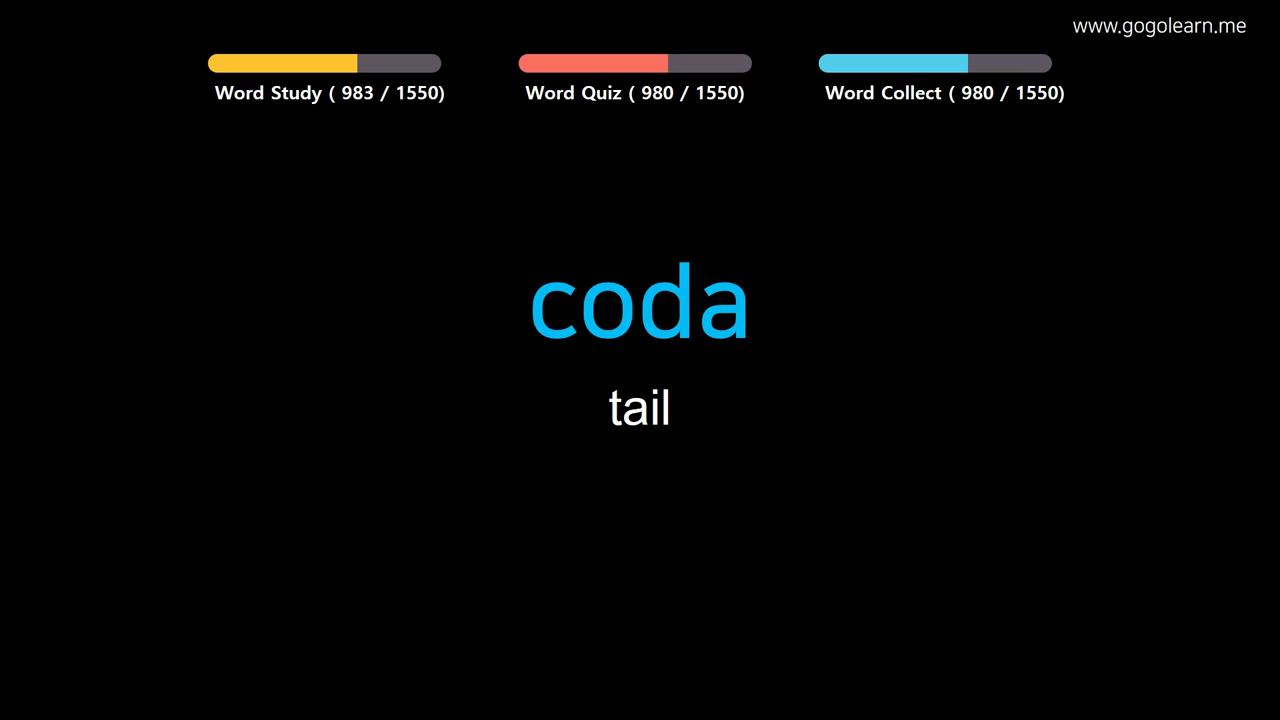 www.gogolearn.me
Word Study ( 983 / 1550)
Word Quiz ( 980 / 1550)
Word Collect ( 980 / 1550)
coda
tail